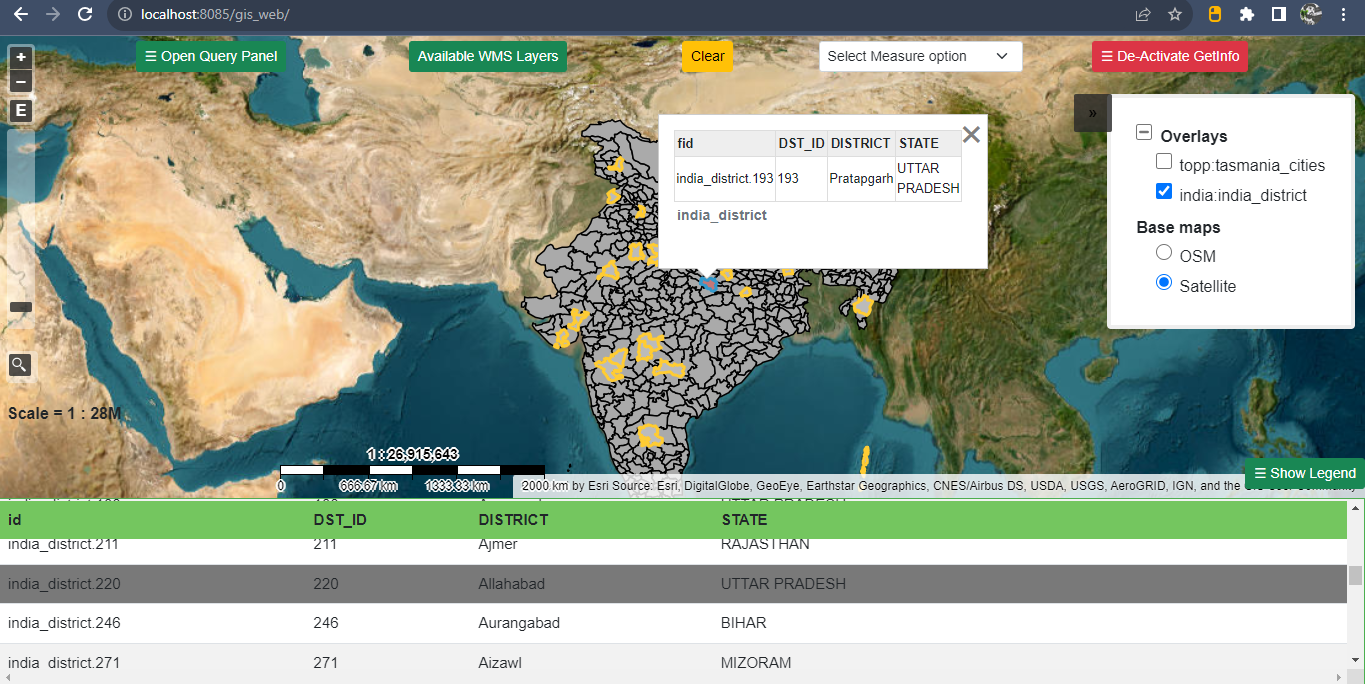 localhost:8085/gis_web/
+
☰ Open Query Panel
Available WMS Layers
Clear
Select Measure option
☰ De-Activate GetInfo
−
E
»
− Overlays
topp:tasmania_cities
india:india_district
Base maps
OSM
Satellite
fid DST_ID DISTRICT STATE
india_district.193 193 Pratapgarh UTTAR
PRADESH
india_district
Scale = 1 : 28M
1 : 26,915,643
0 666.67 km 1333.33 km 2000 km by Esri Source: Esri, DigitalGlobe, GeoEye, Earthstar Geographics, CNES/Airbus DS, USDA, USGS, AeroGRID, IGN, and the
☰ Show Legend
id DST_ID DISTRICT STATE
india_district.211 211 Ajmer RAJASTHAN
india_district.220 220 Allahabad UTTAR PRADESH
india_district.246 246 Aurangabad BIHAR
india_district.271 271 Aizawl MIZORAM